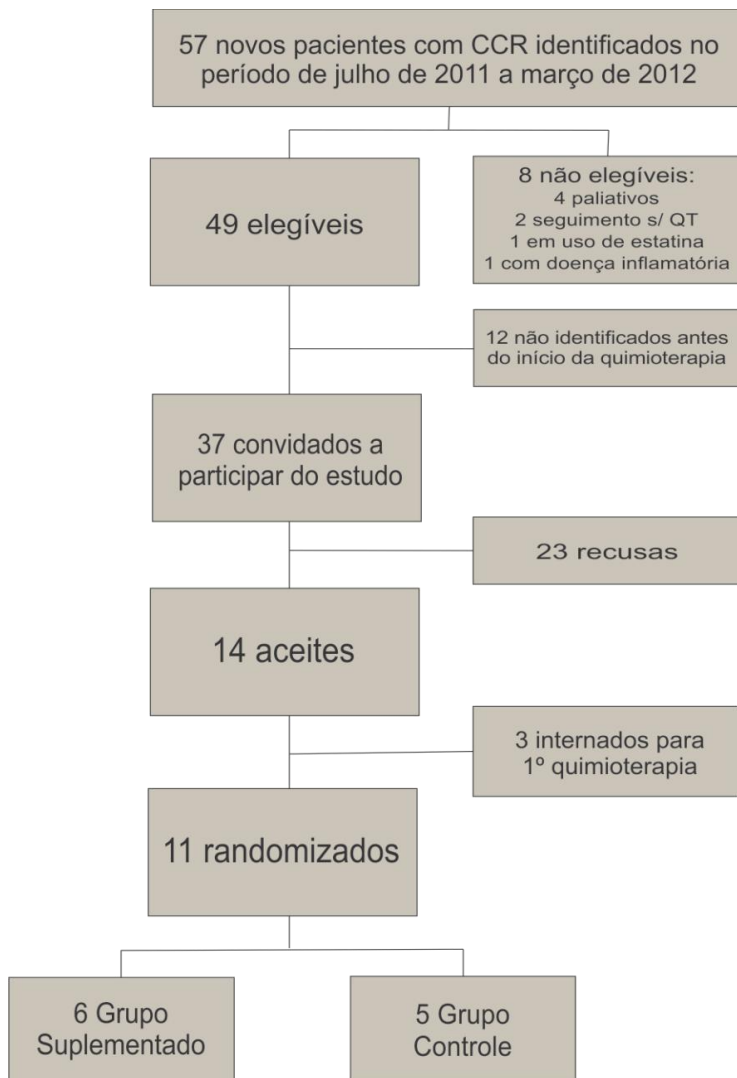 57 novos pacientes com CCR identificados no
período de julho de 2011 a março de 2012
49 elegíveis
8 não elegíveis:
4 paliativos
2 seguimento s/ QT
1 em uso de estatina
1 com doença inflamatória
12 não identificados antes
do início da quimioterapia
37 convidados a
participar do estudo
23 recusas
14 aceites
3 internados para
1º quimioterapia
11 randomizados
6 Grupo
Suplementado
5 Grupo
Controle